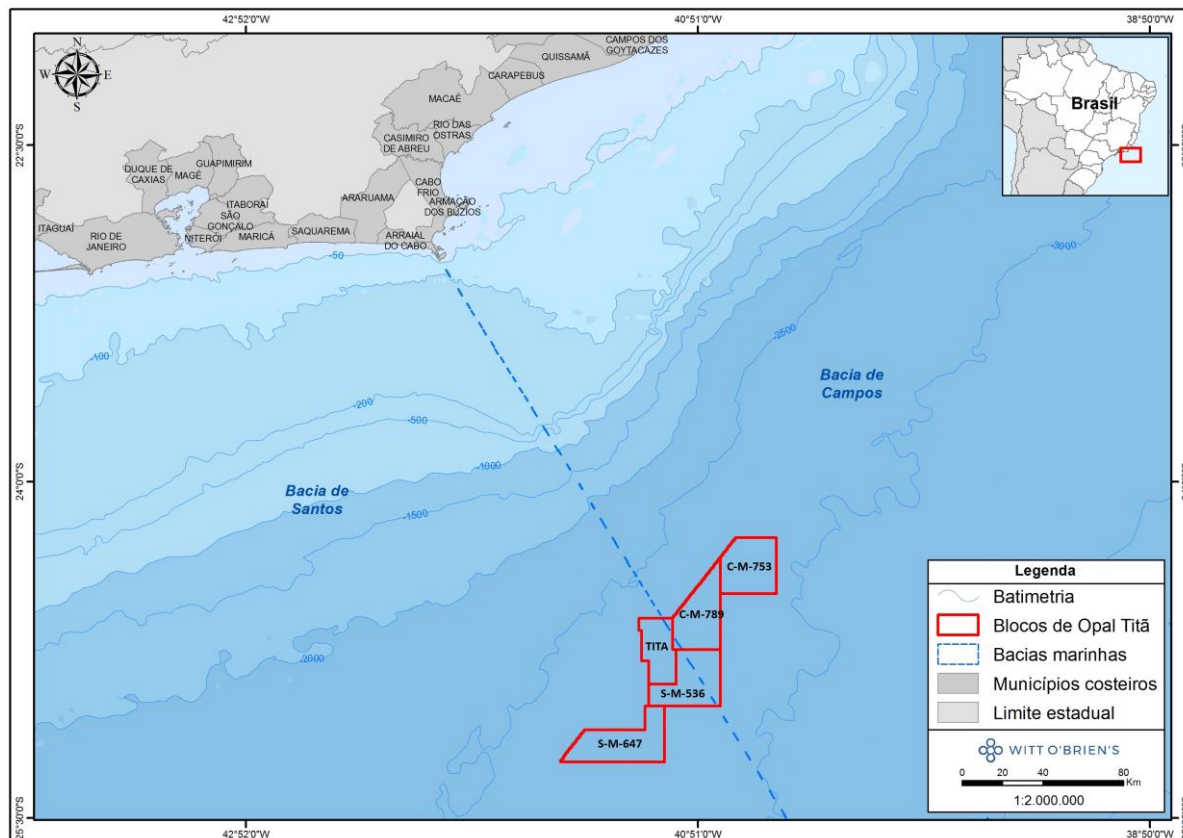 42°52'0"W
40°51'0"W
38°50'0"W
N
W
E
S
CAMPOS DOS
GOYTACAZES
QUISSAMÃ
CARAPEBUS
MACAÉ
RIO DAS
OSTRAS
CASIMIRO
DE ABREU
GUAPIMIRIM
DUQUE DE
CAXIAS
MAGÉ
CABO
FRIO
ARARUAMA
ARMAÇÃO
DOS BÚZIOS
ITABORAÍ
SÃO
GONÇALO
ITAGUAÍ
RIO DE
JANEIRO
NITERÓI
MARICÁ
SAQUAREMA
ARRAIAL
DO CABO
Brasil
22°30'0"S
-50
-3000
-100
-2500
Bacia de
Campos
-200
-500
-1000
24°0'0"S
Bacia de
Santos
-1500
-2000
C-M-753
C-M-789
TITA
S-M-536
S-M-647
Legenda
Batimetria
Blocos de Opal Titã
Bacias marinhas
Municípios costeiros
Limite estadual
WITT O'BRIEN'S
0 20 40 80
Km
1:2.000.000
25°30'0"S
42°52'0"W
40°51'0"W
38°50'0"W